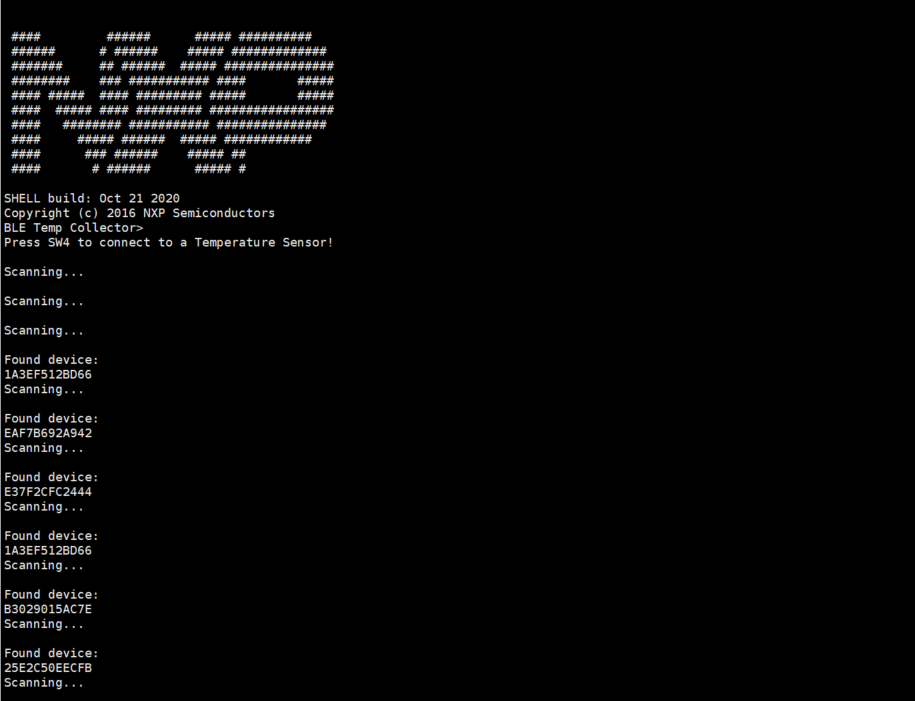 SHELL build: Oct 21 2020
Copyright (c) 2016 NXP Semiconductors
BLE Temp Collector>
Press SW4 to connect to a Temperature Sensor!
Scanning...
Scanning...
Scanning...
Found device:
1A3EF512BD66
Scanning...
Found device:
EAF7B692A942
Scanning...
Found device:
E37F2CFC2444
Scanning...
Found device:
1A3EF512BD66
Scanning...
Found device:
B3029015AC7E
Scanning...
Found device:
25E2C50EECFB
Scanning...